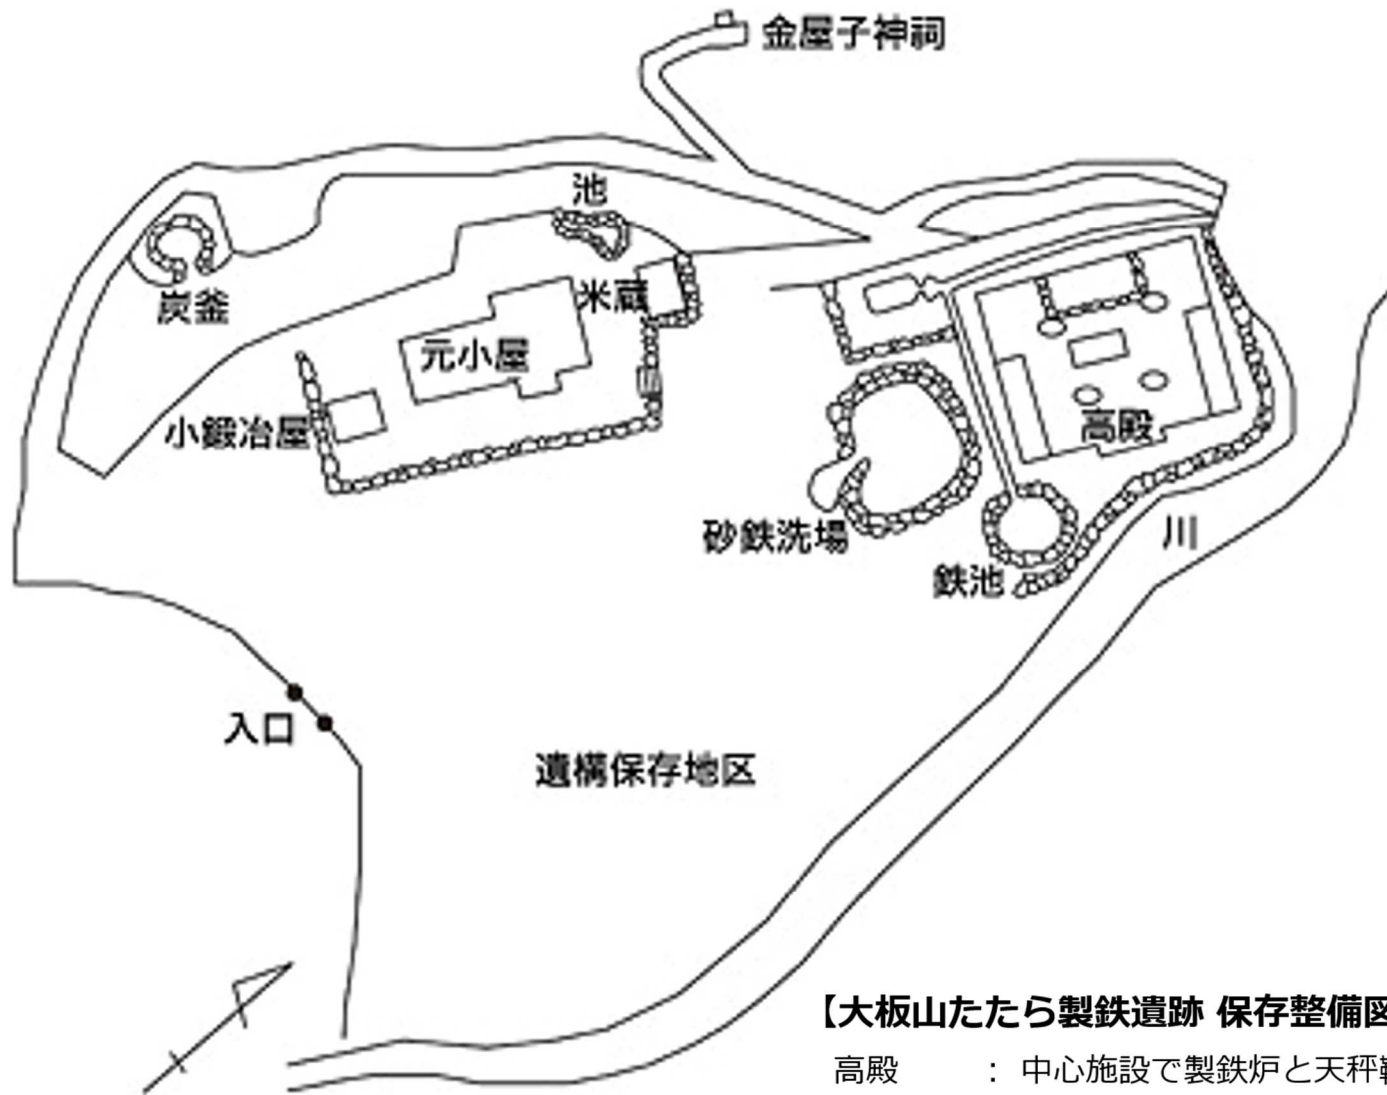 金屋子神祠
池
炭釜
米蔵
元小屋
小鍛冶屋
高殿
砂鉄洗場
川
鉄池
入口
遺構保存地区
【大板山たたら製鉄遺跡 保存整備図
高殿 : 中心施設で製鉄炉と天秤